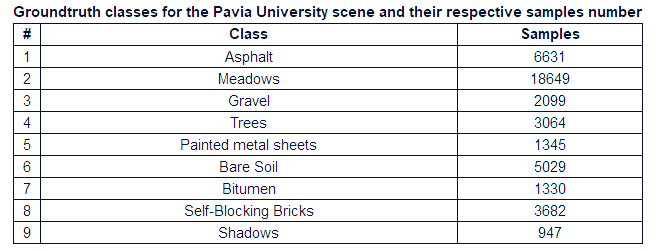 Groundtruth classes for the Pavia University scene and their respective samples number
# Class Samples
1 Asphalt 6631
2 Meadows 18649
3 Gravel 2099
4 Trees 3064
5 Painted metal sheets 1345
6 Bare Soil 5029
7 Bitumen 1330
8 Self-Blocking Bricks 3682
9 Shadows 947